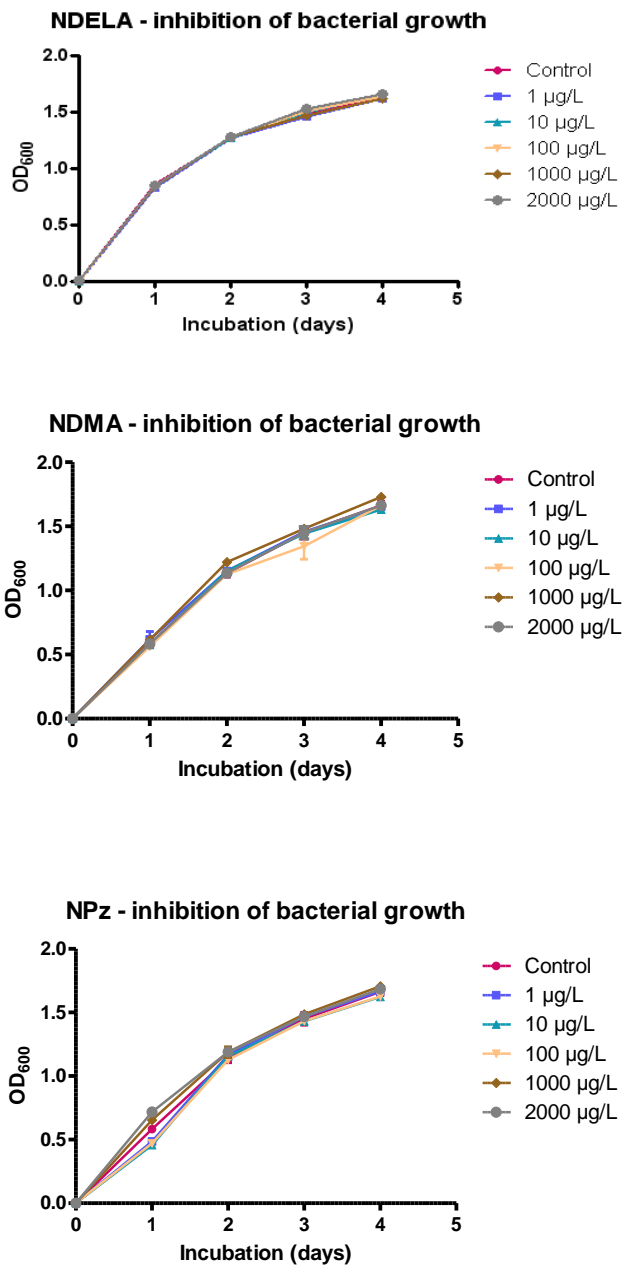 NDELA - inhibition of bacterial growth
2.0
1.5
1.0
0.5
0.0
OD600
0 1 2 3 4 5
Incubation (days)
Control
1 µg/L
10 µg/L
100 µg/L
1000 µg/L
2000 µg/L
NDMA - inhibition of bacterial growth
2.0
1.5
1.0
0.5
0.0
OD600
0 1 2 3 4 5
Incubation (days)
Control
1 µg/L
10 µg/L
100 µg/L
1000 µg/L
2000 µg/L
NPz - inhibition of bacterial growth
2.0
1.5
1.0
0.5
0.0
OD600
0 1 2 3 4 5
Incubation (days)
Control
1 µg/L
10 µg/L
100 µg/L
1000 µg/L
2000 µg/L